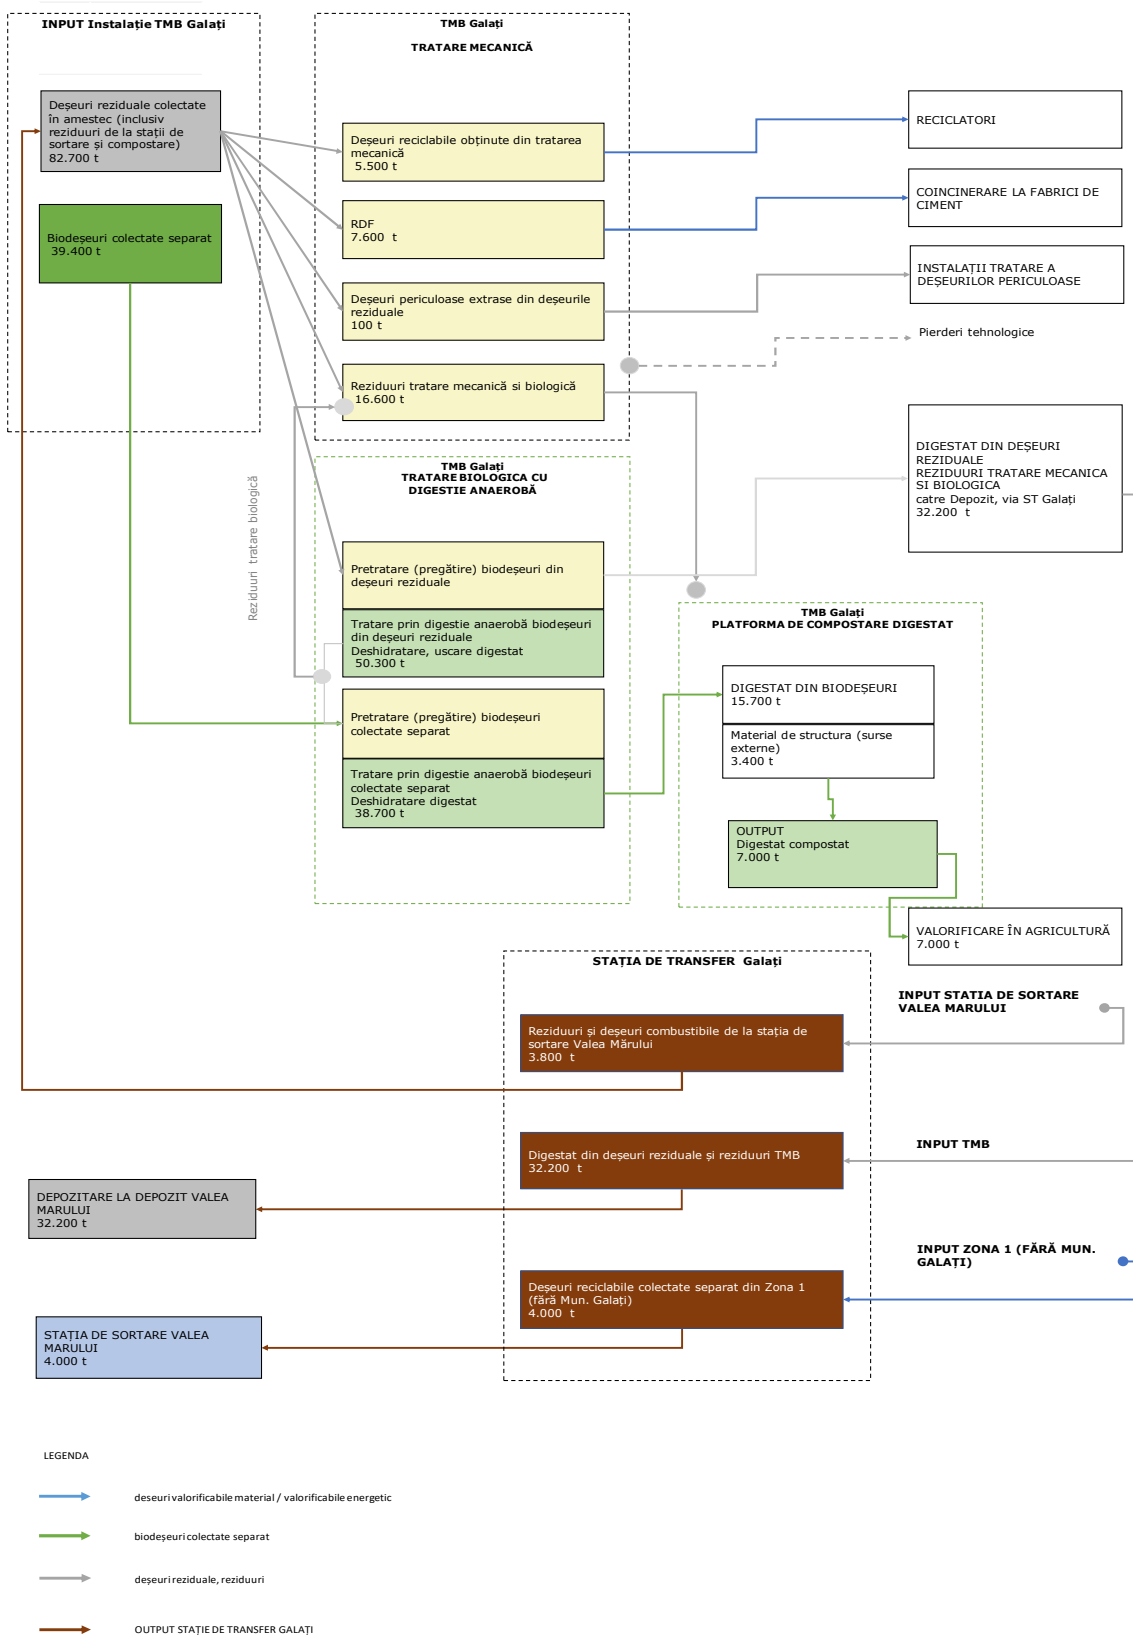 INPUT Instalație TMB Galați
Deșeuri reziduale colectate
în amestec (inclusiv
reziduuri de la stații de
sortare și compostare)
82.700 t
Biodeșeuri colectate separat
39.400 t
TMB Galați
TRATARE MECANICĂ
Deșeuri reciclabile obținute din tratarea
mecanică
5.500 t
RDF
7.600 t
Deșeuri periculoase extrase din deșeurile
reziduale
100 t
Reziduuri tratare mecanică si biologică
16.600 t
RECICLATORI
COINCINERARE LA FABRICI DE
CIMENT
INSTALAȚII TRATARE A
DEȘEURILOR PERICULOASE
Pierderi tehnologice
DIGESTAT DIN DEȘEURI
REZIDUALE
REZIDUURI TRATARE MECANICA
SI BIOLOGICA
catre Depozit, via ST Galați
32.200 t
Reziduuri tratare biologică
TMB Galați
TRATARE BIOLOGICA CU
DIGESTIE ANAEROBĂ
Pretratare (pregătire) biodeșeuri din
deșeuri reziduale
Tratare prin digestie anaerobă biodeșeuri
din deșeuri reziduale
Deshidratare, uscare digestat
50.300 t
Pretratare (pregătire) biodeșeuri
colectate separat
Tratare prin digestie anaerobă biodeșeuri
colectate separat
Deshidratare digestat
38.700 t
TMB Galați
PLATFORMA DE COMPOSTARE DIGESTAT
DIGESTAT DIN BIODEȘEURI
15.700 t
Material de structura (surse
externe)
3.400 t
OUTPUT
Digestat compostat
7.000 t
VALORIFICARE ÎN AGRICULTURĂ
7.000 t
STAȚIA DE TRANSFER Galați
INPUT STATIA DE SORTARE
VALEA MARULUI
Reziduuri și deșeuri combustibile de la stația de
sortare Valea Mărului
3.800 t
INPUT TMB
Digestat din deșeuri reziduale și reziduuri TMB
32.200 t
DEPOZITARE LA DEPOZIT VALEA
MARULUI
32.200 t
INPUT ZONA 1 (FĂRĂ MUN.
GALAȚI)
Deșeuri reciclabile colectate separat din Zona 1
(fără Mun. Galați)
4.000 t
STAȚIA DE SORTARE VALEA
MARULUI
4.000 t
LEGENDA
deseuri valorificabile material / valorificabile energetic
biodeșeuri colectate separat
deșeuri reziduale, reziduuri
OUTPUT STAȚIE DE TRANSFER GALAȚI